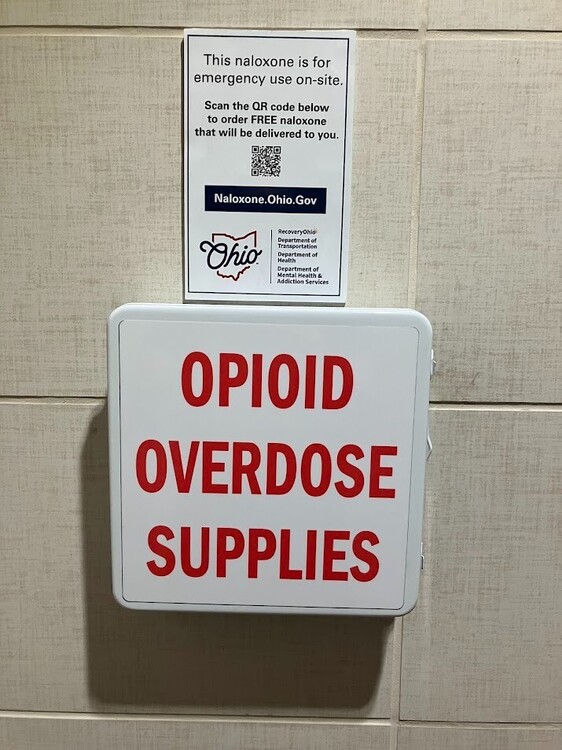 This naloxone is for
emergency use on-site.
Scan the QR code below
to order FREE naloxone
that will be delivered to you.
Naloxone.Ohio.Gov
Ohio
RecoveryOhio
Department of
Transportation
Department of
Health
Department of
Mental Health &
Addiction Services
OPIOID
OVERDOSE
SUPPLIES